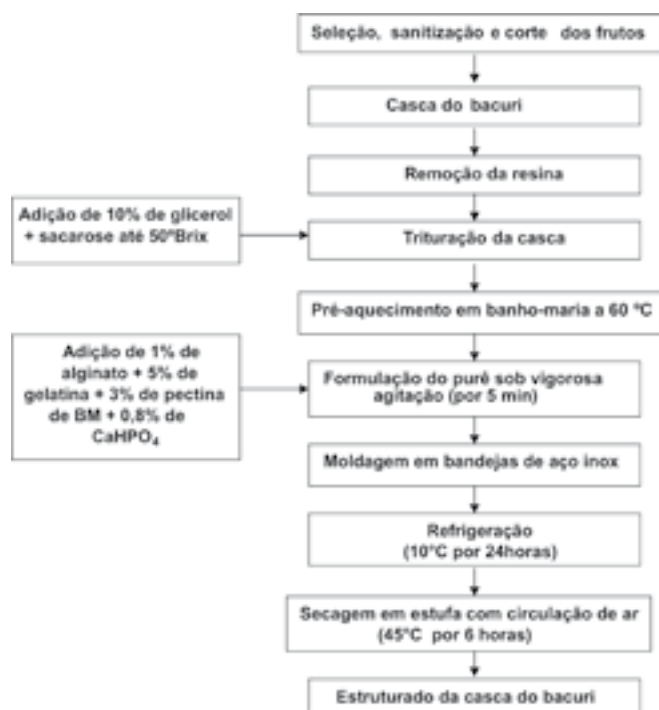 Seleção, sanitização e corte dos frutos
Casca do bacuri
Remoção da resina
Adição de 10% de glicerol
+ sacarose até 50ºBrix
Trituração da casca
Pré-aquecimento em banho-maria a 60 ºC
Adição de 1% de
alginato + 5% de
gelatina + 3% de pectina
de BM + 0,8% de
CaHPO₄
Formulação do purê sob vigorosa
agitação (por 5 min)
Moldagem em bandejas de aço inox
Refrigeração
(10°C por 24horas)
Secagem em estufa com circulação de ar
(45°C por 6 horas)
Estruturado da casca do bacuri